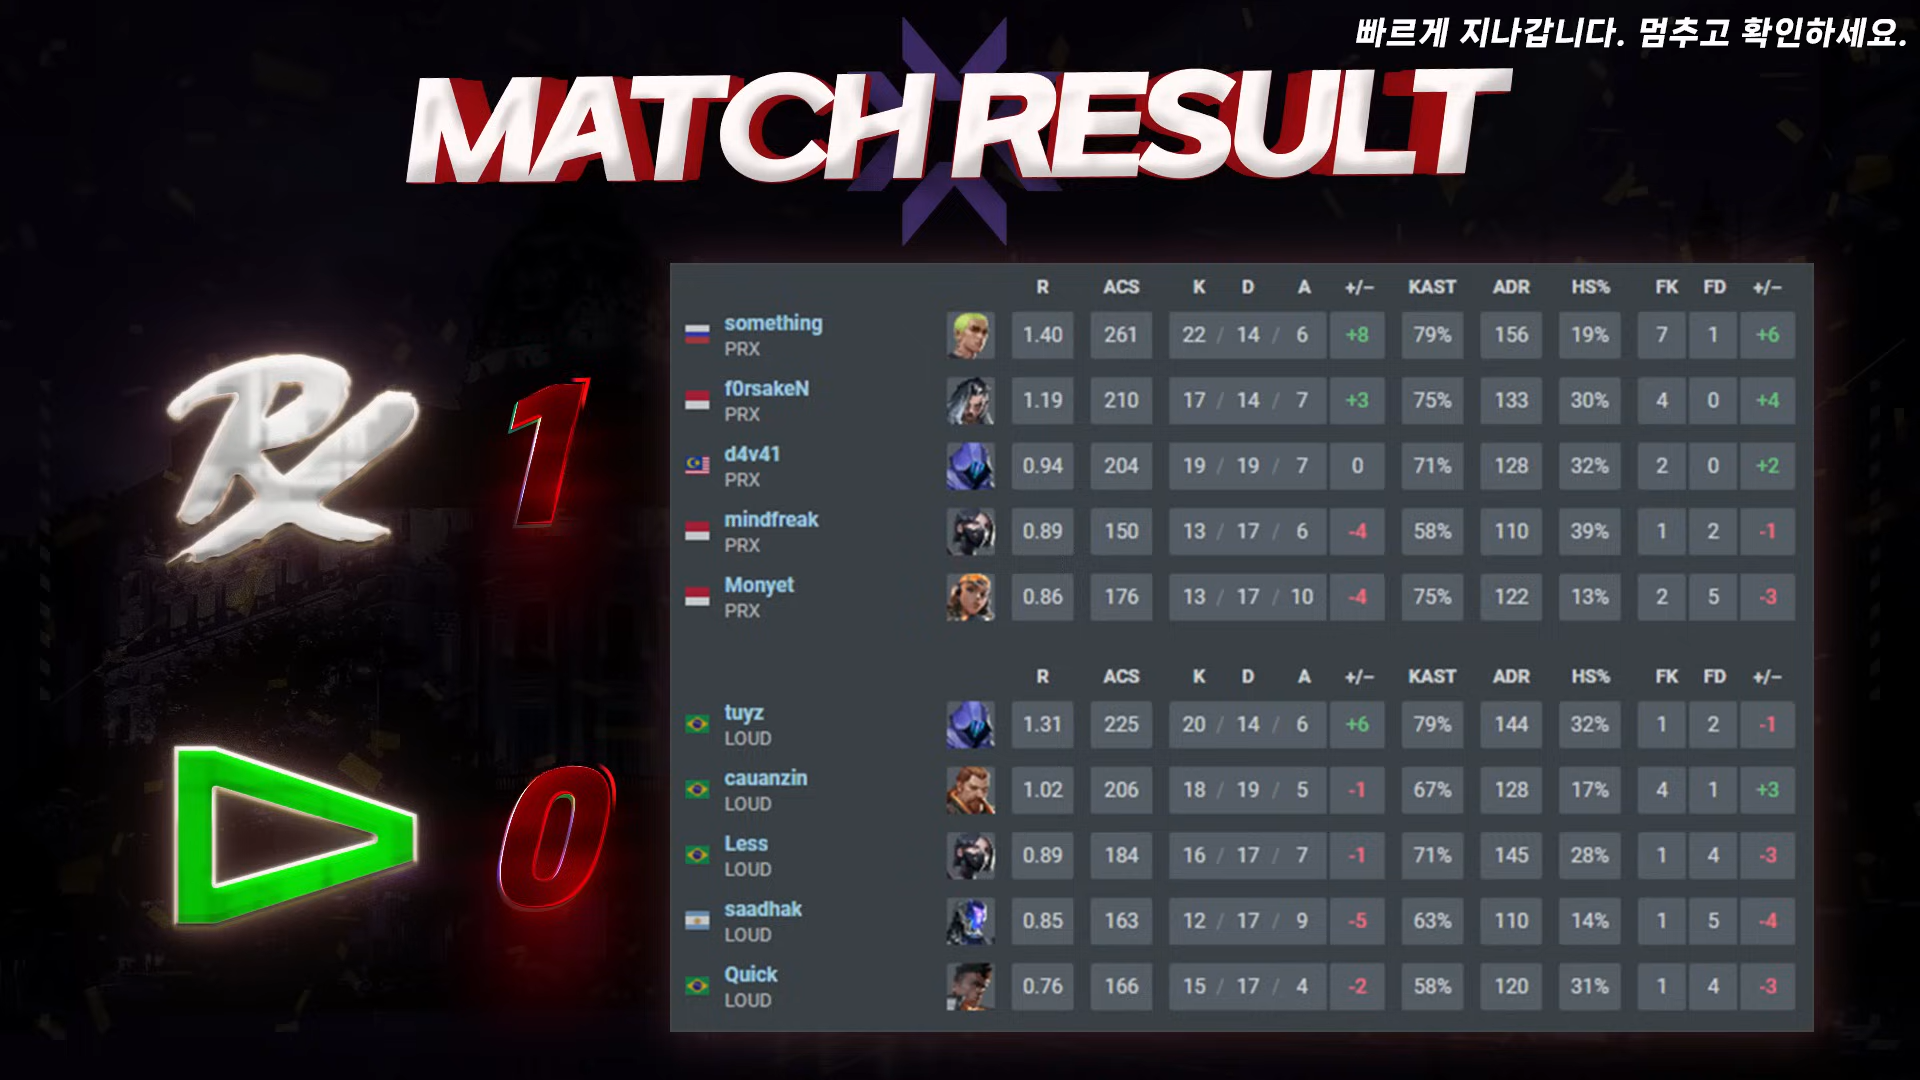 빠르게 지나갑니다. 멈추고 확인하세요.
MATCH RESULT
1
0
R ACS K D A +/– KAST ADR HS% FK FD +/–
something
PRX
1.40 261 22 / 14 / 6 +8 79% 156 19% 7 1 +6
f0rsakeN
PRX
1.19 210 17 / 14 / 7 +3 75% 133 30% 4 0 +4
d4v41
PRX
0.94 204 19 / 19 / 7 0 71% 128 32% 2 0 +2
mindfreak
PRX
0.89 150 13 / 17 / 6 -4 58% 110 39% 1 2 -1
Monyet
PRX
0.86 176 13 / 17 / 10 -4 75% 122 13% 2 5 -3
R ACS K D A +/– KAST ADR HS% FK FD +/–
tuyz
LOUD
1.31 225 20 / 14 / 6 +6 79% 144 32% 1 2 -1
cauanzin
LOUD
1.02 206 18 / 19 / 5 -1 67% 128 17% 4 1 +3
Less
LOUD
0.89 184 16 / 17 / 7 -1 71% 145 28% 1 4 -3
saadhak
LOUD
0.85 163 12 / 17 / 9 -5 63% 110 14% 1 5 -4
Quick
LOUD
0.76 166 15 / 17 / 4 -2 58% 120 31% 1 4 -3